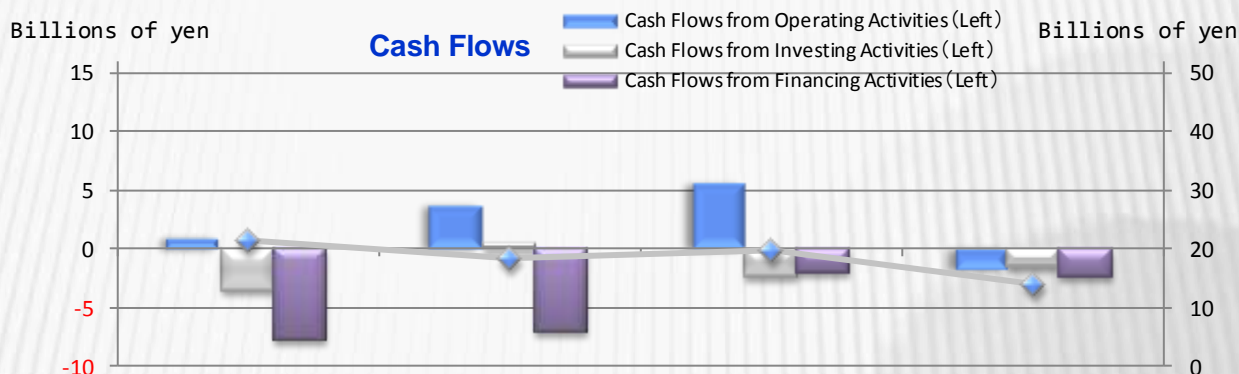 Billions of yen
Cash Flows
Cash Flows from Operating Activities（Left）
Cash Flows from Investing Activities（Left）
Cash Flows from Financing Activities（Left）
Billions of yen
15
10
5
0
-5
-10
50
40
30
20
10
0